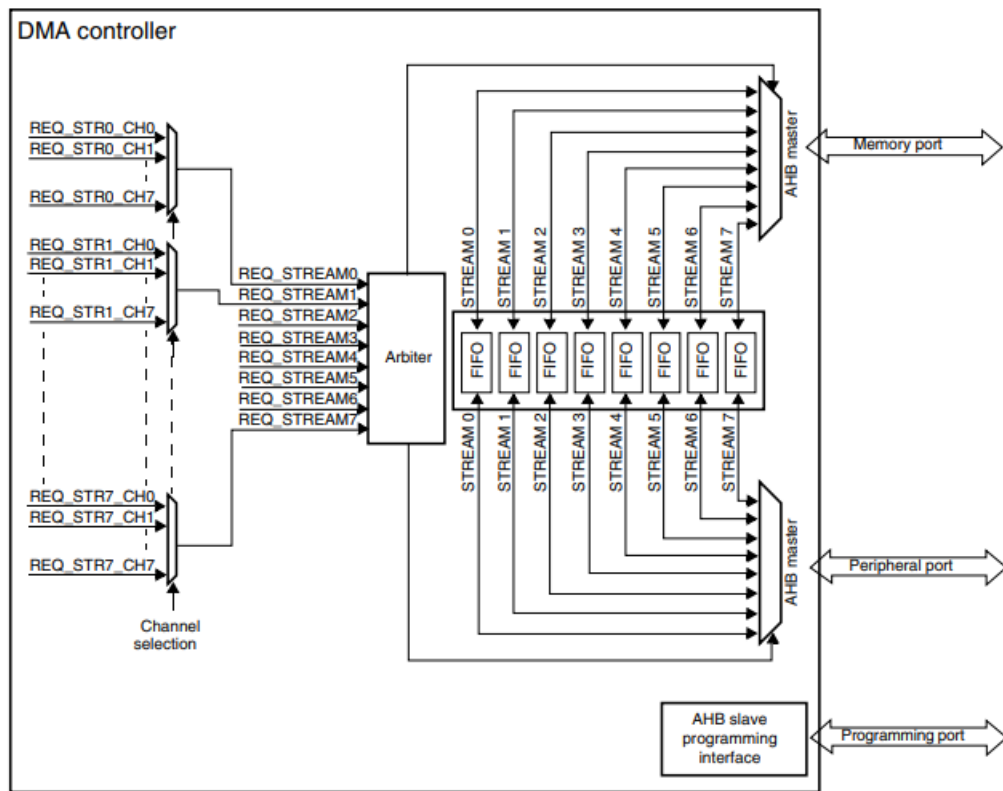 DMA controller
REQ_STR0_CH0
REQ_STR0_CH1
REQ_STR0_CH7
REQ_STR1_CH0
REQ_STR1_CH1
REQ_STR1_CH7
REQ_STR7_CH0
REQ_STR7_CH1
REQ_STR7_CH7
Channel
selection
REQ_STREAM0
REQ_STREAM1
REQ_STREAM2
REQ_STREAM3
REQ_STREAM4
REQ_STREAM5
REQ_STREAM6
REQ_STREAM7
Arbiter
STREAM 0
STREAM 1
STREAM 2
STREAM 3
STREAM 4
STREAM 5
STREAM 6
STREAM 7
FIFO
FIFO
FIFO
FIFO
FIFO
FIFO
FIFO
FIFO
STREAM 0
STREAM 1
STREAM 2
STREAM 3
STREAM 4
STREAM 5
STREAM 6
STREAM 7
AHB master
Memory port
AHB master
Peripheral port
AHB slave
programming
interface
Programming port